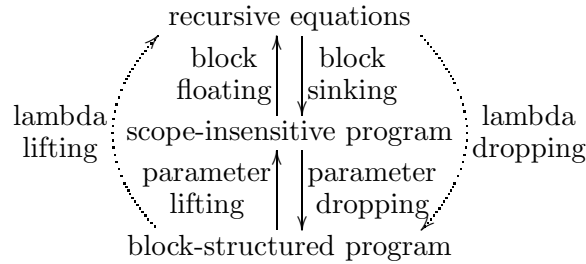 recursive equations
block floating
block sinking
lambda lifting
scope-insensitive program
lambda dropping
parameter lifting
parameter dropping
block-structured program